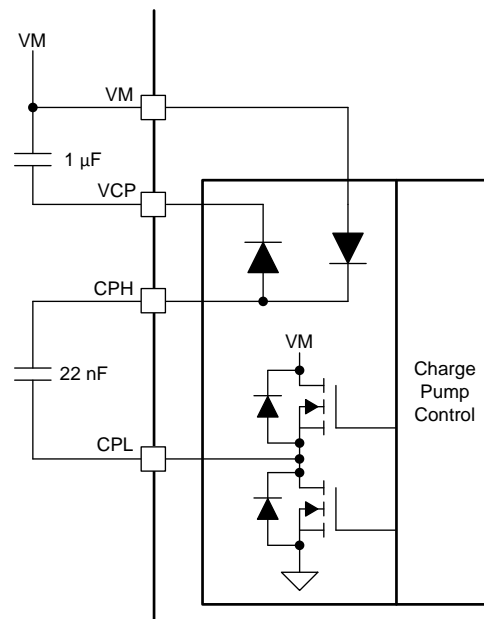 VM
VM
1 μF
VCP
CPH
VM
22 nF
Charge
Pump
Control
CPL